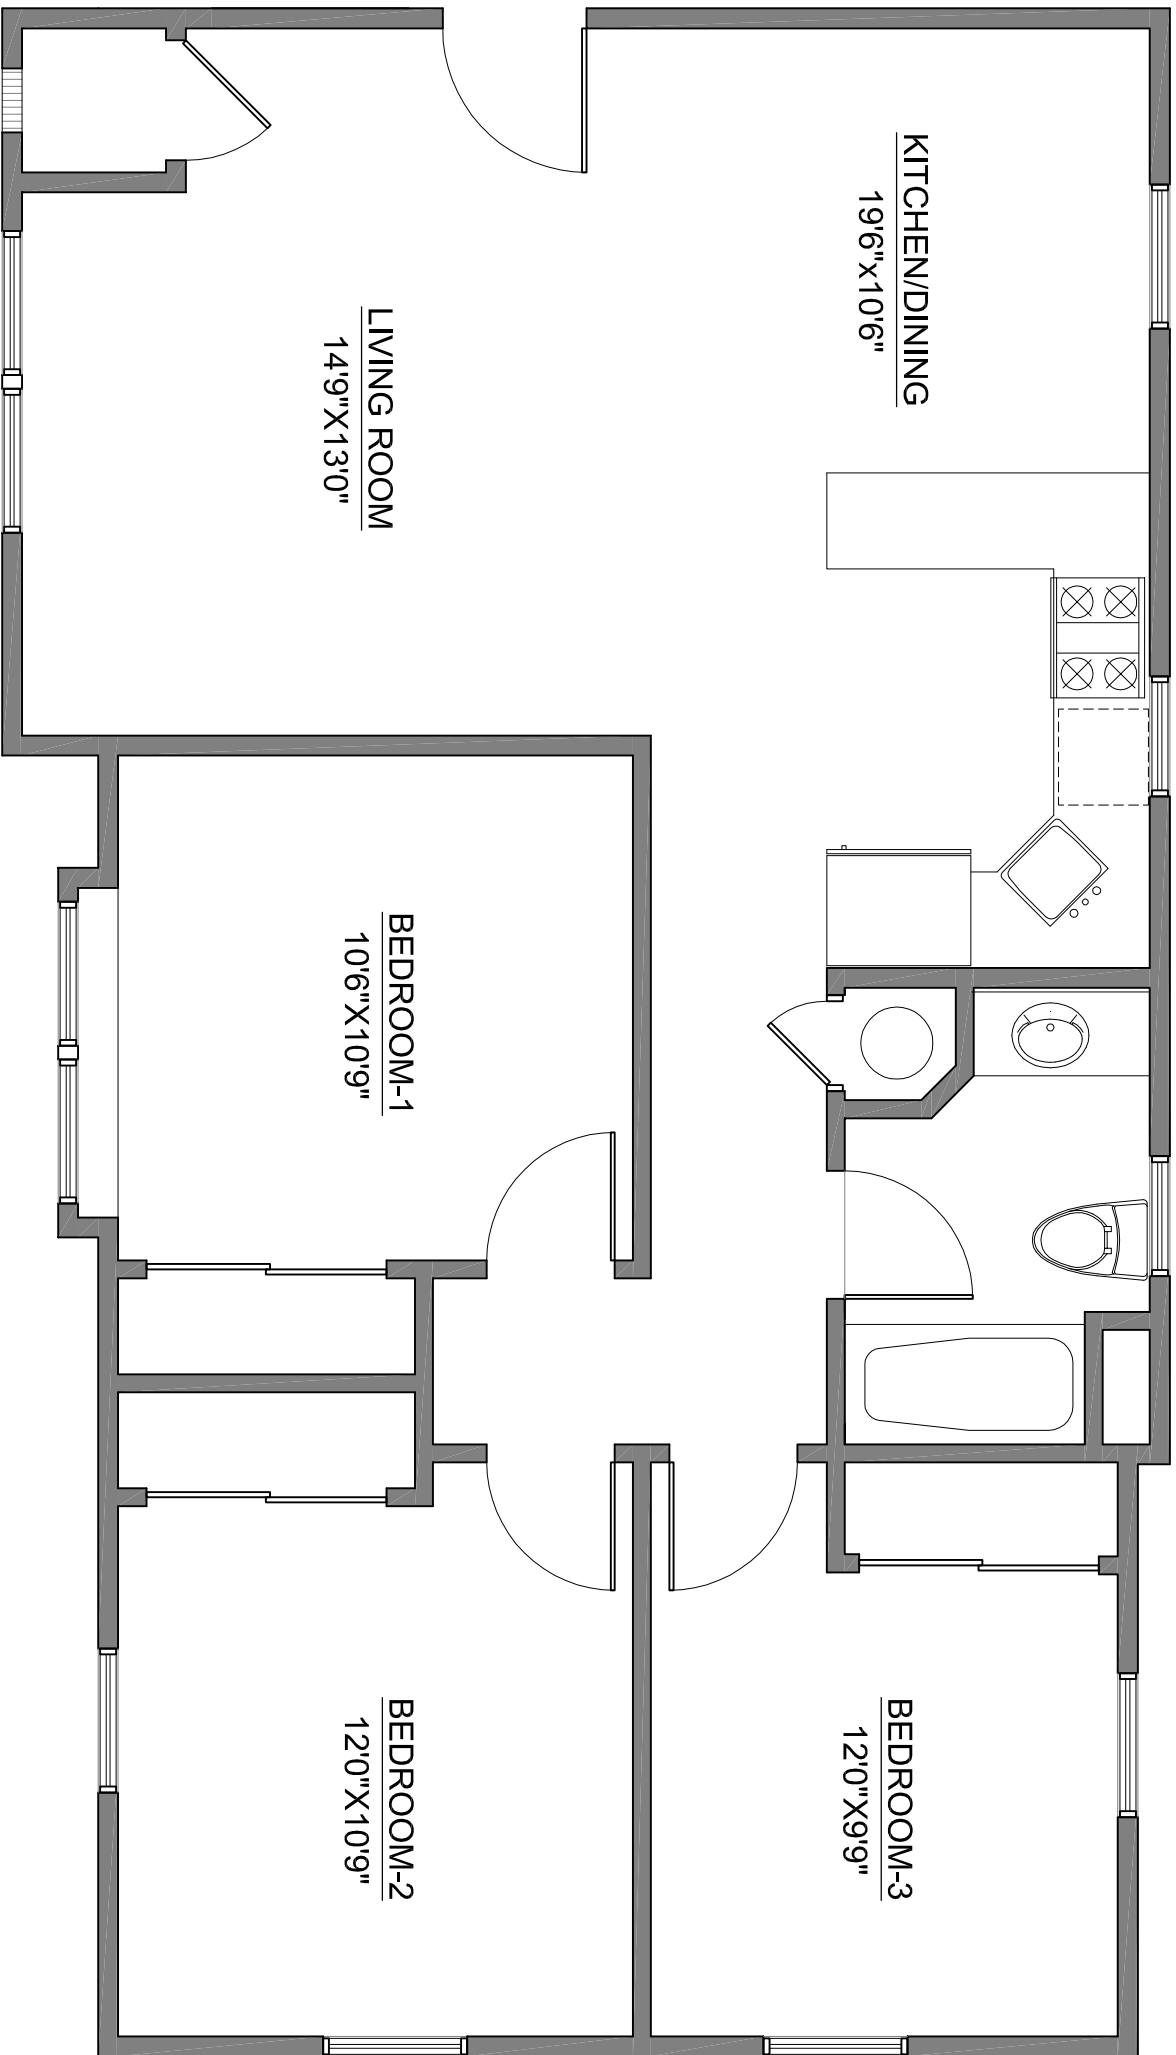 KITCHEN/DINING
19'6"x10'6"
LIVING ROOM
14'9"X13'0"
BEDROOM-1
10'6"X10'9"
BEDROOM-3
12'0"X9'9"
BEDROOM-2
12'0"X10'9"